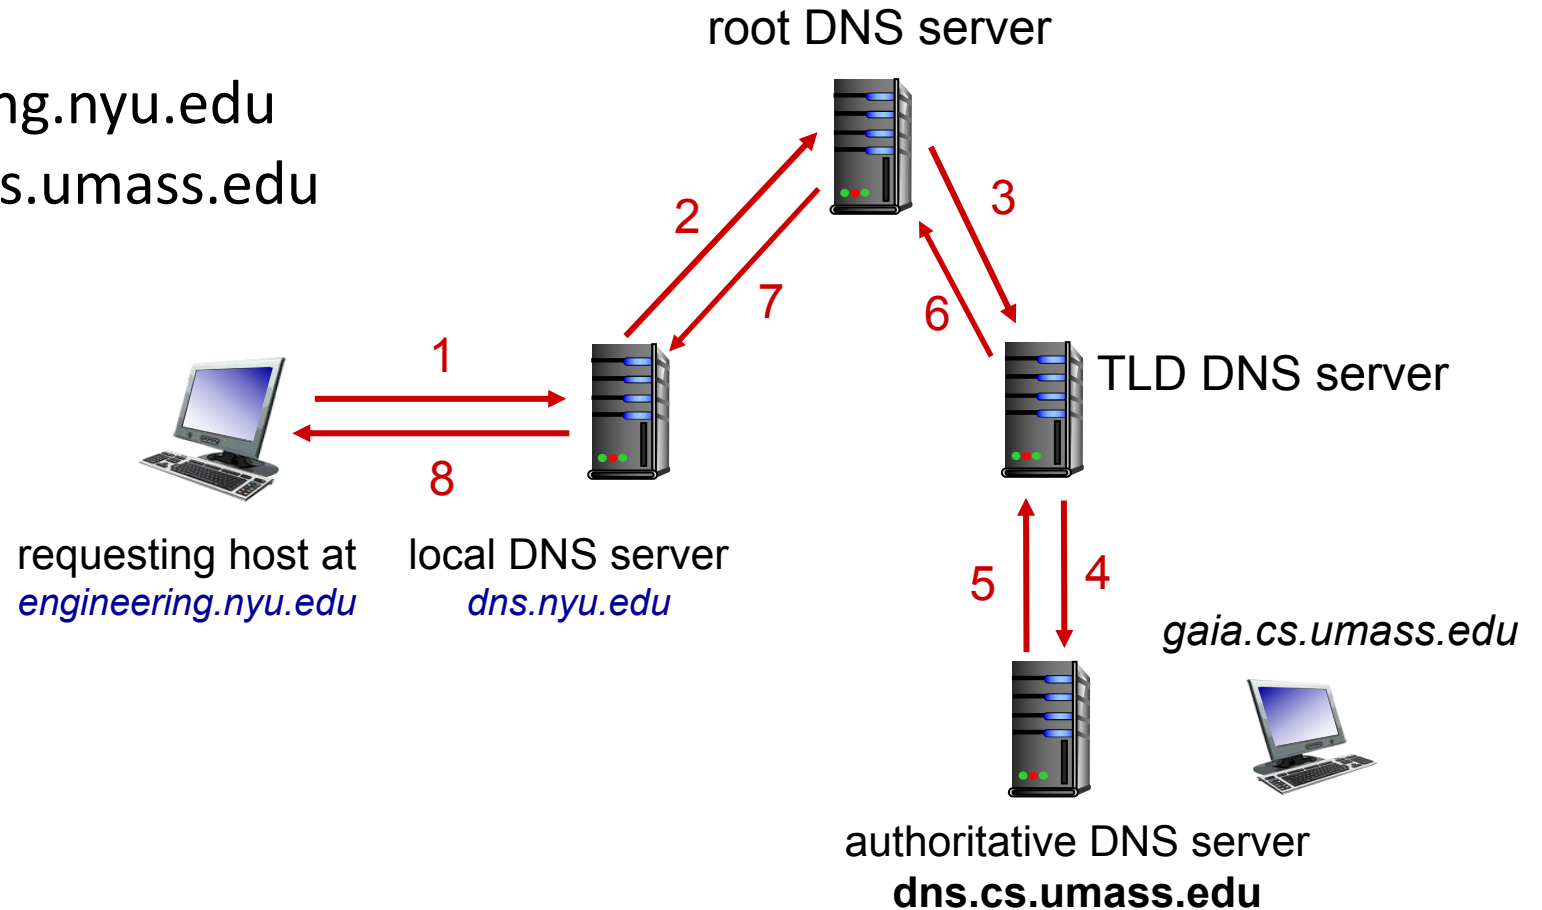 root DNS server
ng.nyu.edu
s.umass.edu
2
3
7
6
1
TLD DNS server
8
requesting host at
engineering.nyu.edu
local DNS server
dns.nyu.edu
5
4
gaia.cs.umass.edu
authoritative DNS server
dns.cs.umass.edu